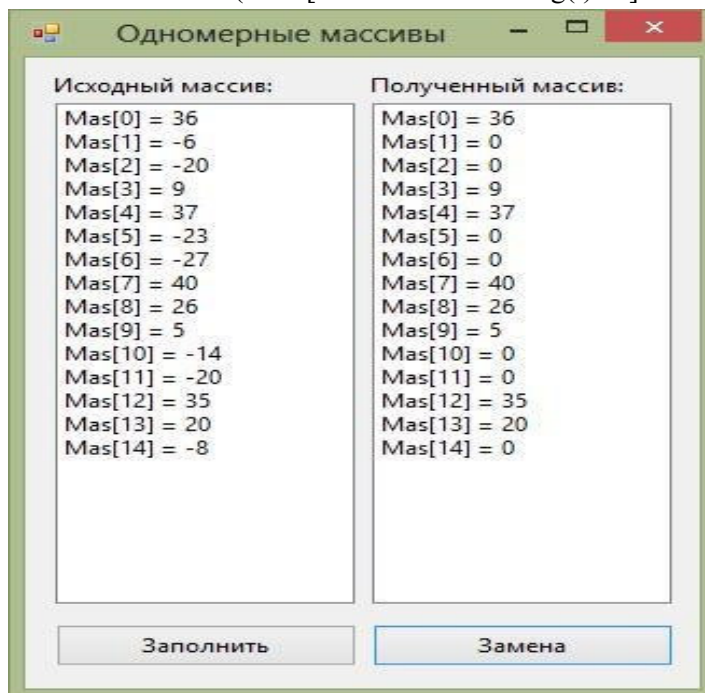 Одномерные массивы
Исходный массив:
Mas[0] = 36
Mas[1] = -6
Mas[2] = -20
Mas[3] = 9
Mas[4] = 37
Mas[5] = -23
Mas[6] = -27
Mas[7] = 40
Mas[8] = 26
Mas[9] = 5
Mas[10] = -14
Mas[11] = -20
Mas[12] = 35
Mas[13] = 20
Mas[14] = -8
Заполнить
Полученный массив:
Mas[0] = 36
Mas[1] = 0
Mas[2] = 0
Mas[3] = 9
Mas[4] = 37
Mas[5] = 0
Mas[6] = 0
Mas[7] = 40
Mas[8] = 26
Mas[9] = 5
Mas[10] = 0
Mas[11] = 0
Mas[12] = 35
Mas[13] = 20
Mas[14] = 0
Замена